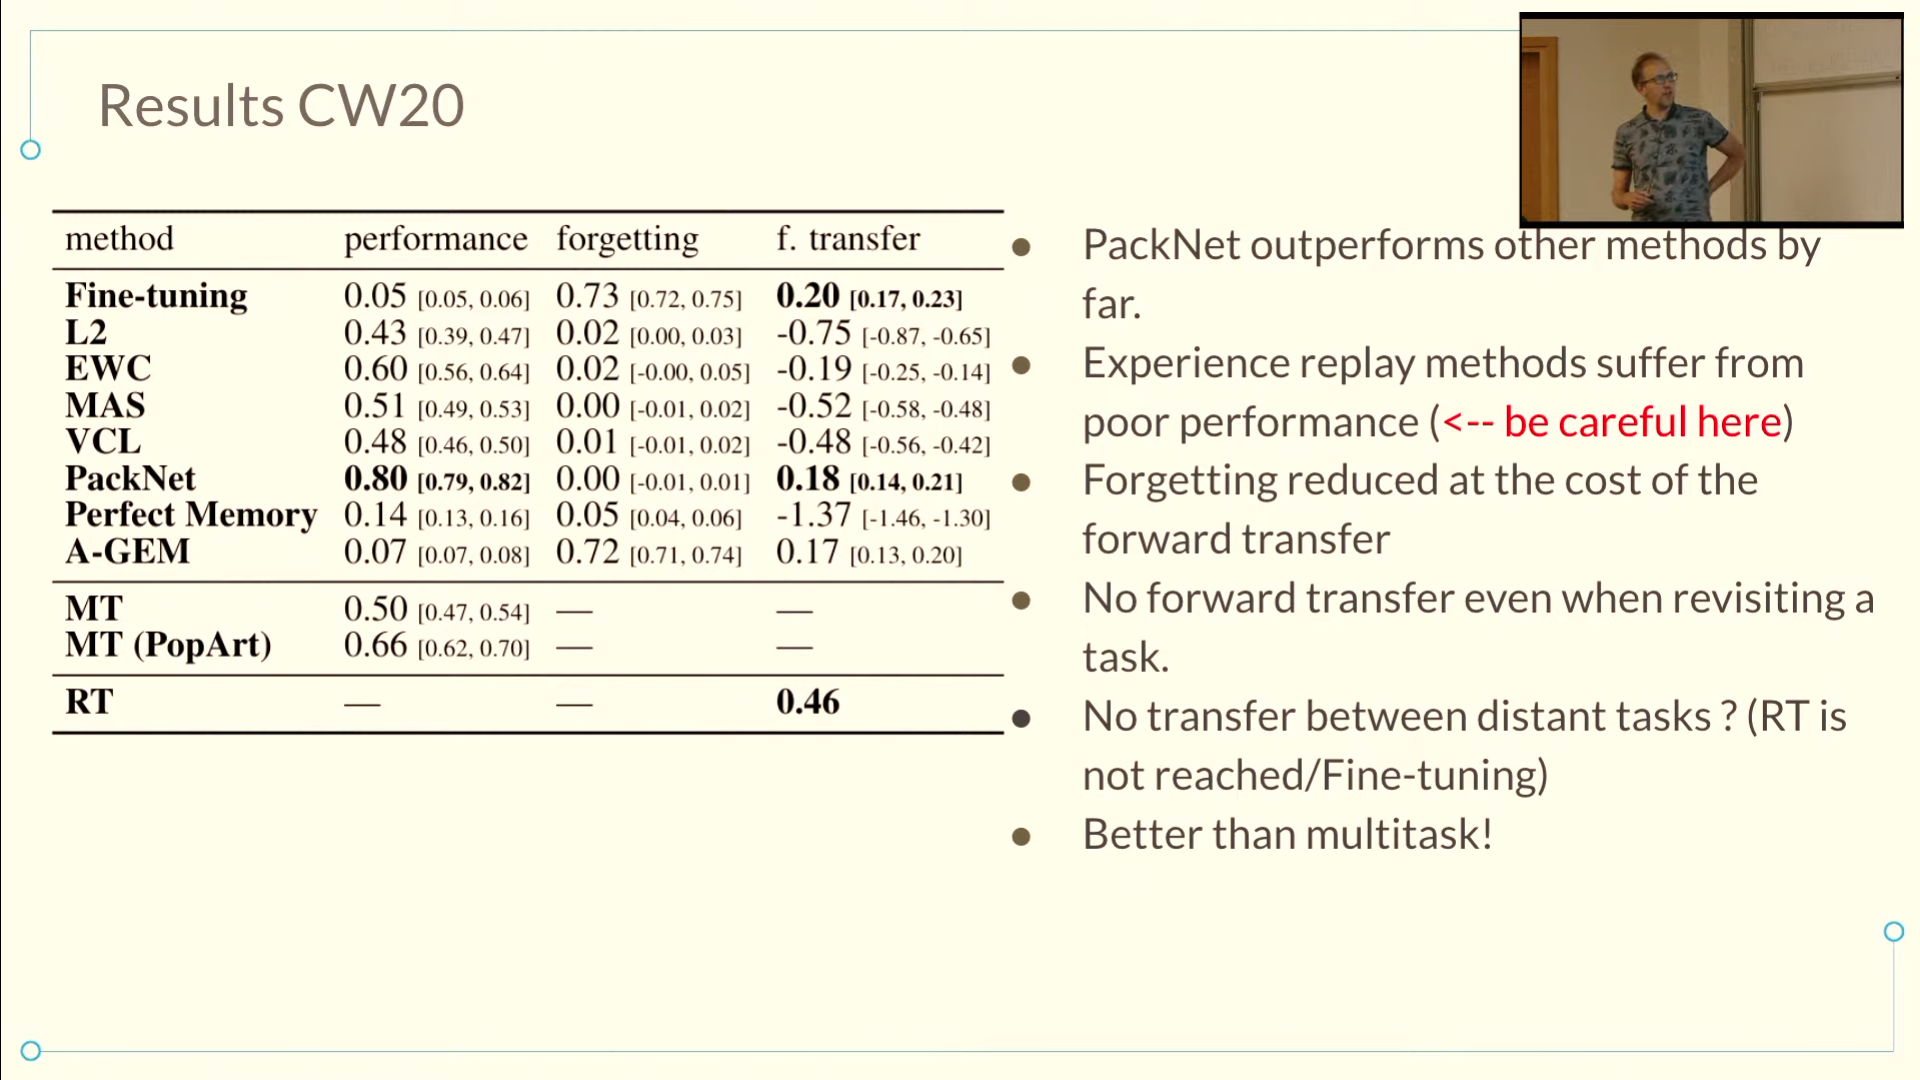 Results CW20
method performance forgetting f. transfer
Fine-tuning 0.05 [0.05, 0.06] 0.73 [0.72, 0.75] 0.20 [0.17, 0.23]
L2 0.43 [0.39, 0.47] 0.02 [0.00, 0.03] -0.75 [-0.87, -0.65]
EWC 0.60 [0.56, 0.64] 0.02 [-0.00, 0.05] -0.19 [-0.25, -0.14]
MAS 0.51 [0.49, 0.53] 0.00 [-0.01, 0.02] -0.52 [-0.58, -0.48]
VCL 0.48 [0.46, 0.50] 0.01 [-0.01, 0.02] -0.48 [-0.56, -0.42]
PackNet 0.80 [0.79, 0.82] 0.00 [-0.01, 0.01] 0.18 [0.14, 0.21]
Perfect Memory 0.14 [0.13, 0.16] 0.05 [0.04, 0.06] -1.37 [-1.46, -1.30]
A-GEM 0.07 [0.07, 0.08] 0.72 [0.71, 0.74] 0.17 [0.13, 0.20]
MT 0.50 [0.47, 0.54] — —
MT (PopArt) 0.66 [0.62, 0.70] — —
RT — — 0.46
● PackNet outperforms other methods by
far.
● Experience replay methods suffer from
poor performance (<-- be careful here)
● Forgetting reduced at the cost of the
forward transfer
● No forward transfer even when revisiting a
task.
● No transfer between distant tasks ? (RT is
not reached/Fine-tuning)
● Better than multitask!